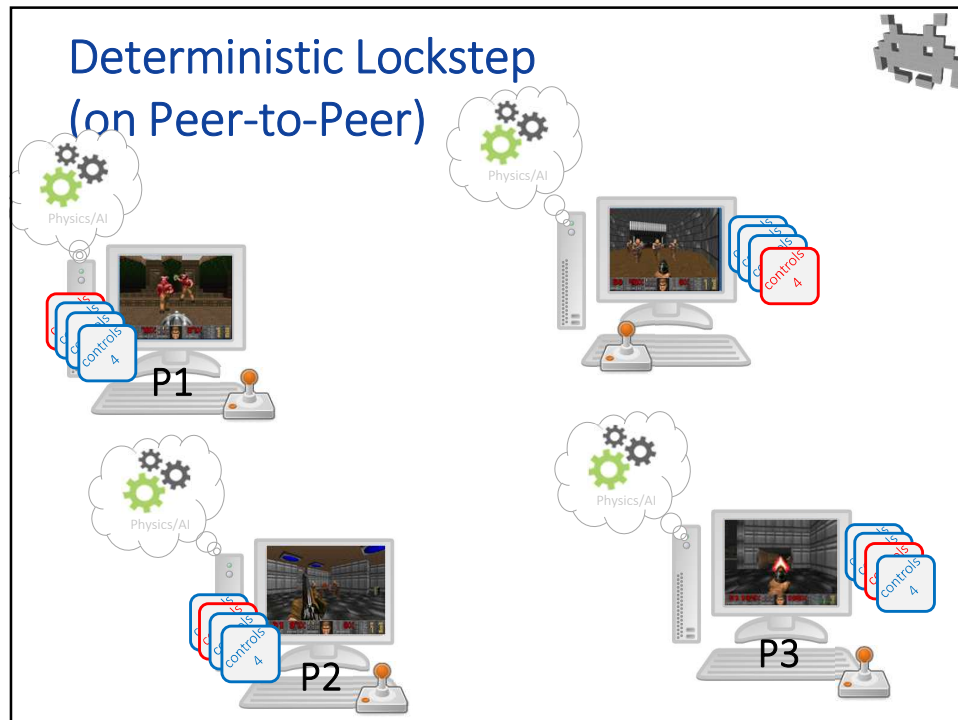 Deterministic Lockstep
(on Peer-to-Peer)
Physics/AI
Physics/AI
controls
4
P1
controls
4
Physics/AI
Physics/AI
controls
4
P2
controls
4
P3